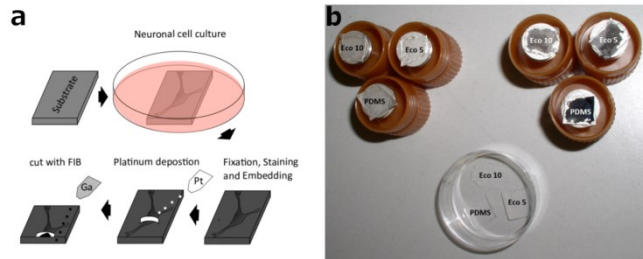 a
Neuronal cell culture
Substrate
cut with FIB
Platinum depostion
Fixation, Staining
and Embedding
Ga
Pt
b
Eco 10
Eco 5
PDMS
Eco 10
Eco 5
PDMS
Eco 10
Eco 5
PDMS